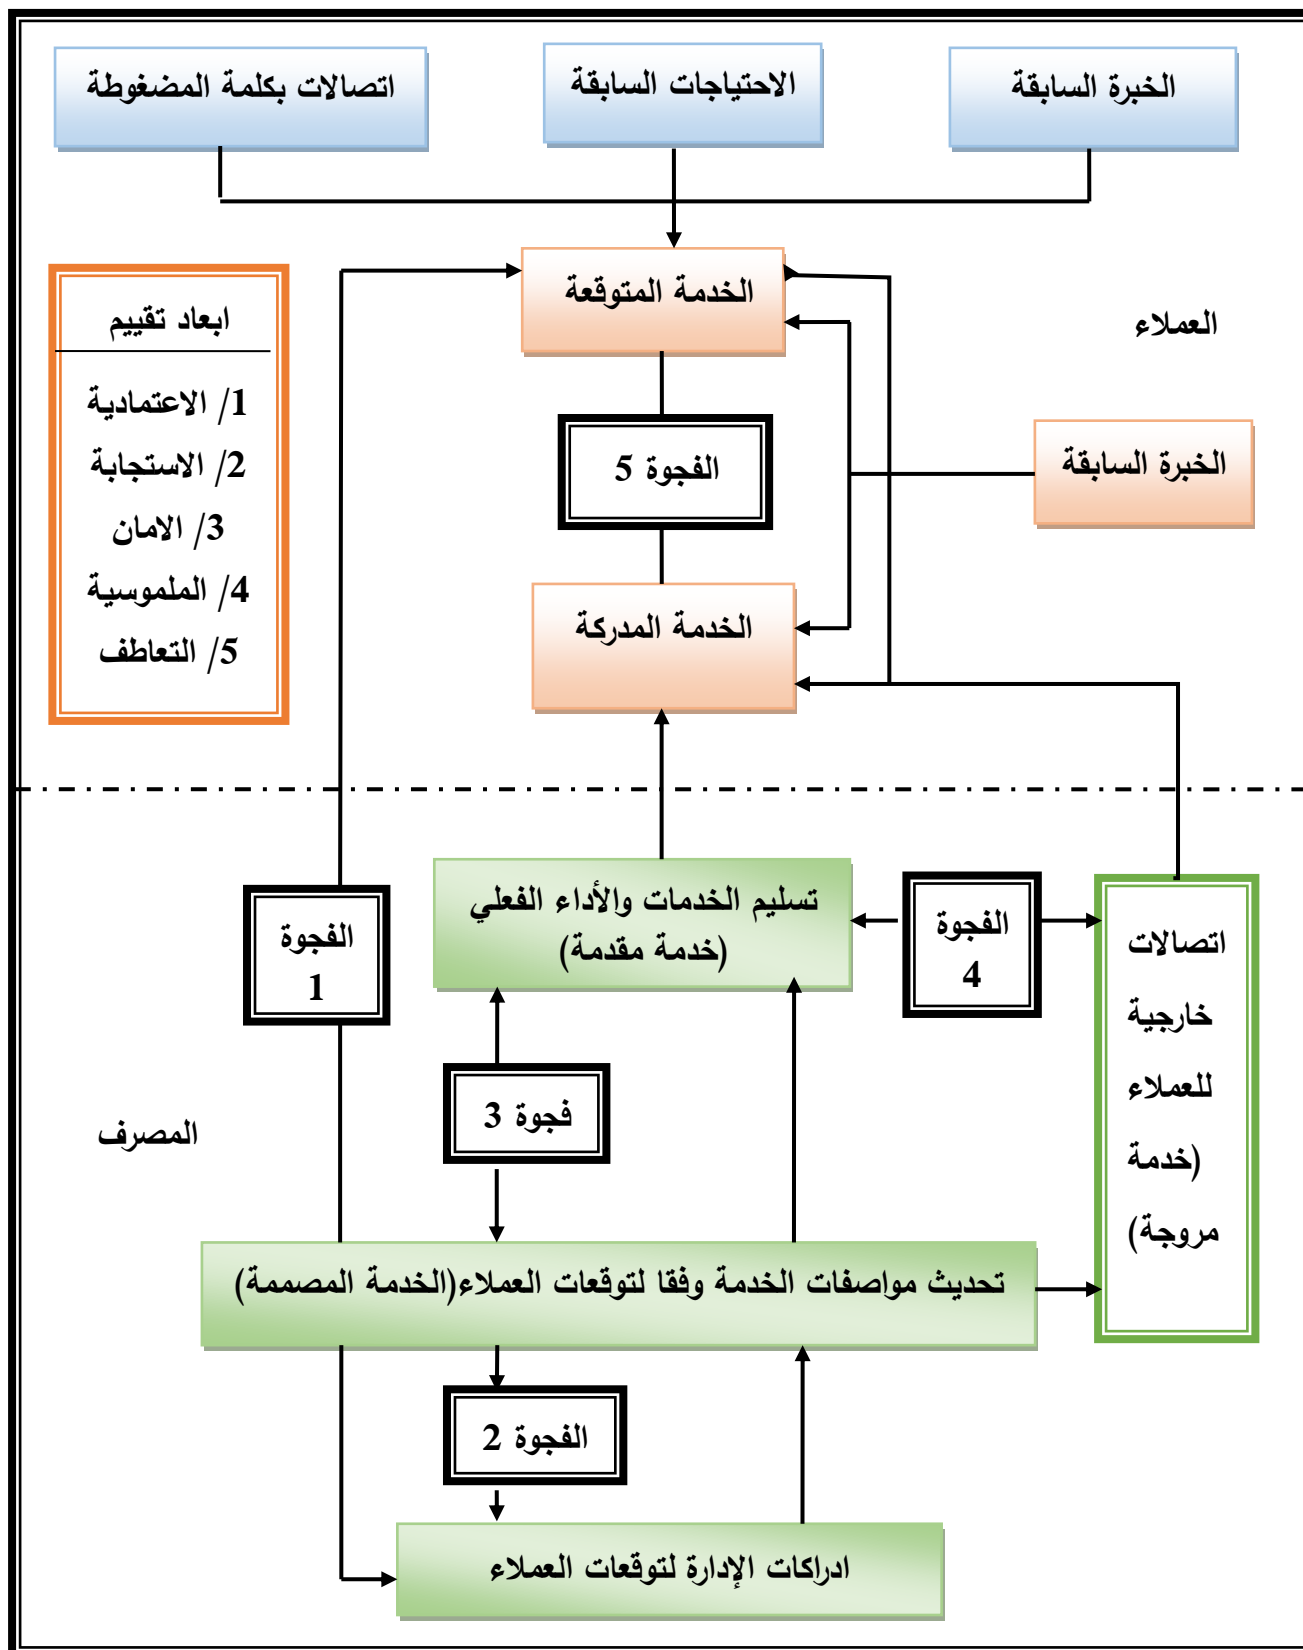 الخبرة السابقة
الاحتياجات السابقة
اتصالات بكلمة المضغوطة
الخدمة المتوقعة
العملاء
ابعاد تقييم
1/ الاعتمادية
2/ الاستجابة
3/ الامان
4/ الملموسية
5/ التعاطف
الفجوة 5
الخبرة السابقة
الخدمة المدركة
تسليم الخدمات والأداء الفعلي
(خدمة مقدمة)
الفجوة
4
اتصالات
خارجية
للعملاء
(خدمة
مروجة)
الفجوة
1
فجوة 3
المصرف
تحديث مواصفات الخدمة وفقا لتوقعات العملاء(الخدمة المصممة)
الفجوة 2
ادراكات الإدارة لتوقعات العملاء